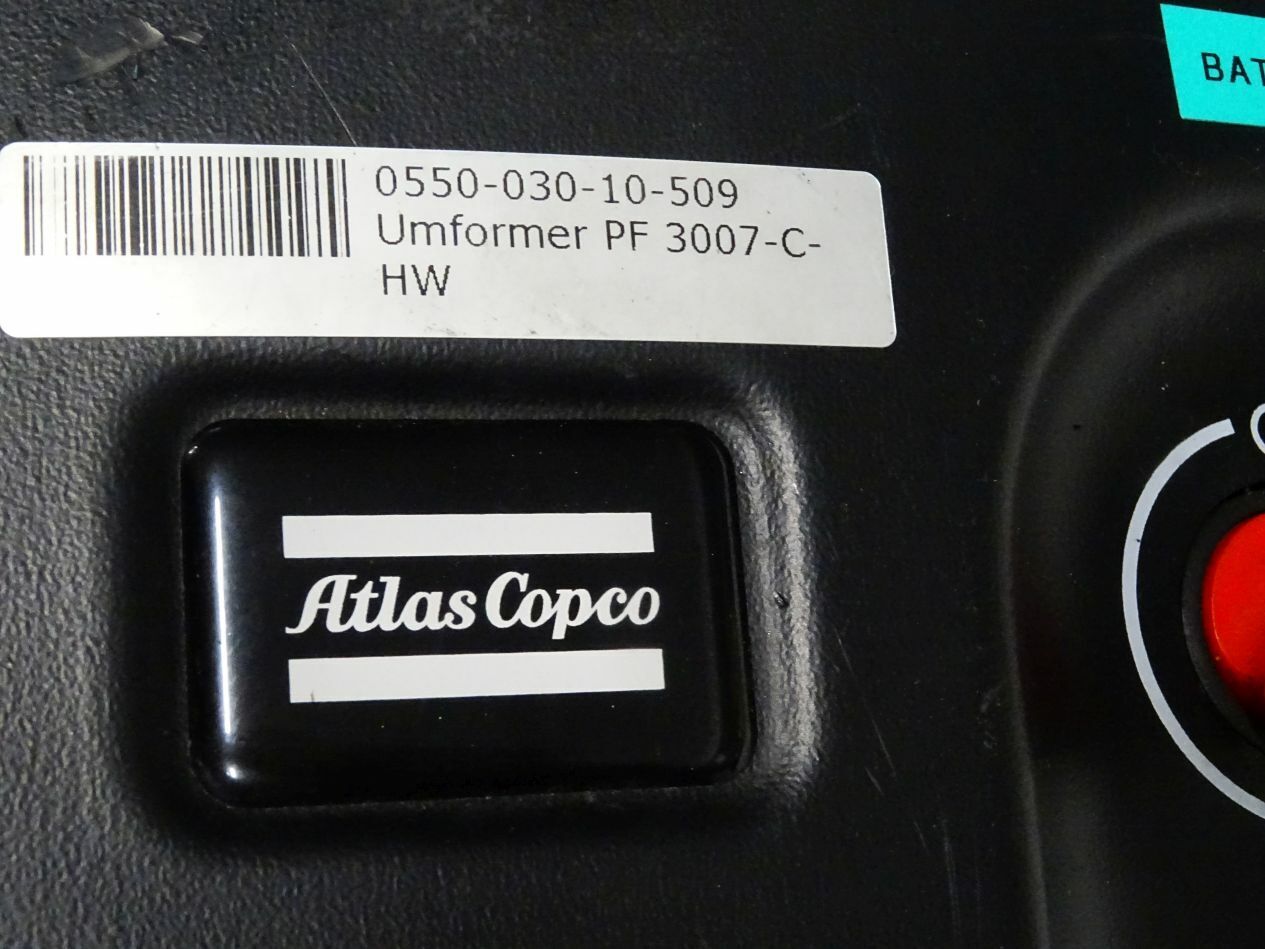 BAT
0550-030-10-509
Umformer PF 3007-C-
HW
Atlas Copco